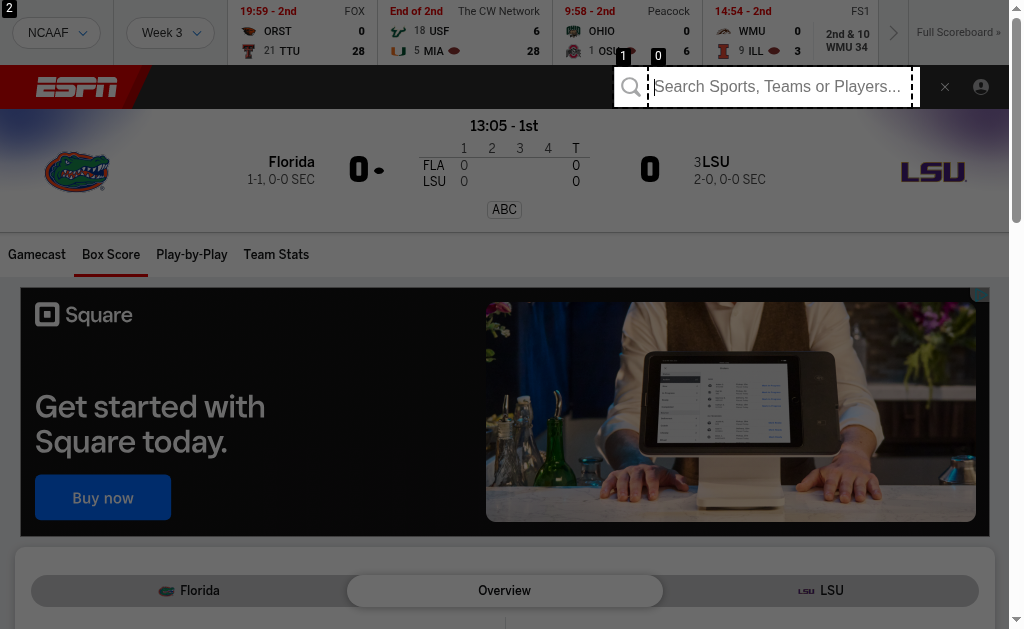 2
NCAAF
Week 3
19:59 - 2nd FOX
ORST 0
21 TTU 28
End of 2nd The CW Network
18 USF 6
5 MIA 28
9:58 - 2nd Peacock
OHIO 0
1 OSU 6
14:54 - 2nd FS1
WMU 0
9 ILL 3
2nd & 10
WMU 34
Full Scoreboard »
1 0
ESPN
Search Sports, Teams or Players...
13:05 - 1st
Florida
1-1, 0-0 SEC
0
1 2 3 4 T
FLA 0 0
LSU 0 0
0
3 LSU
2-0, 0-0 SEC
LSU
ABC
Gamecast Box Score Play-by-Play Team Stats
Square
Get started with
Square today.
Buy now
Florida Overview LSU LSU